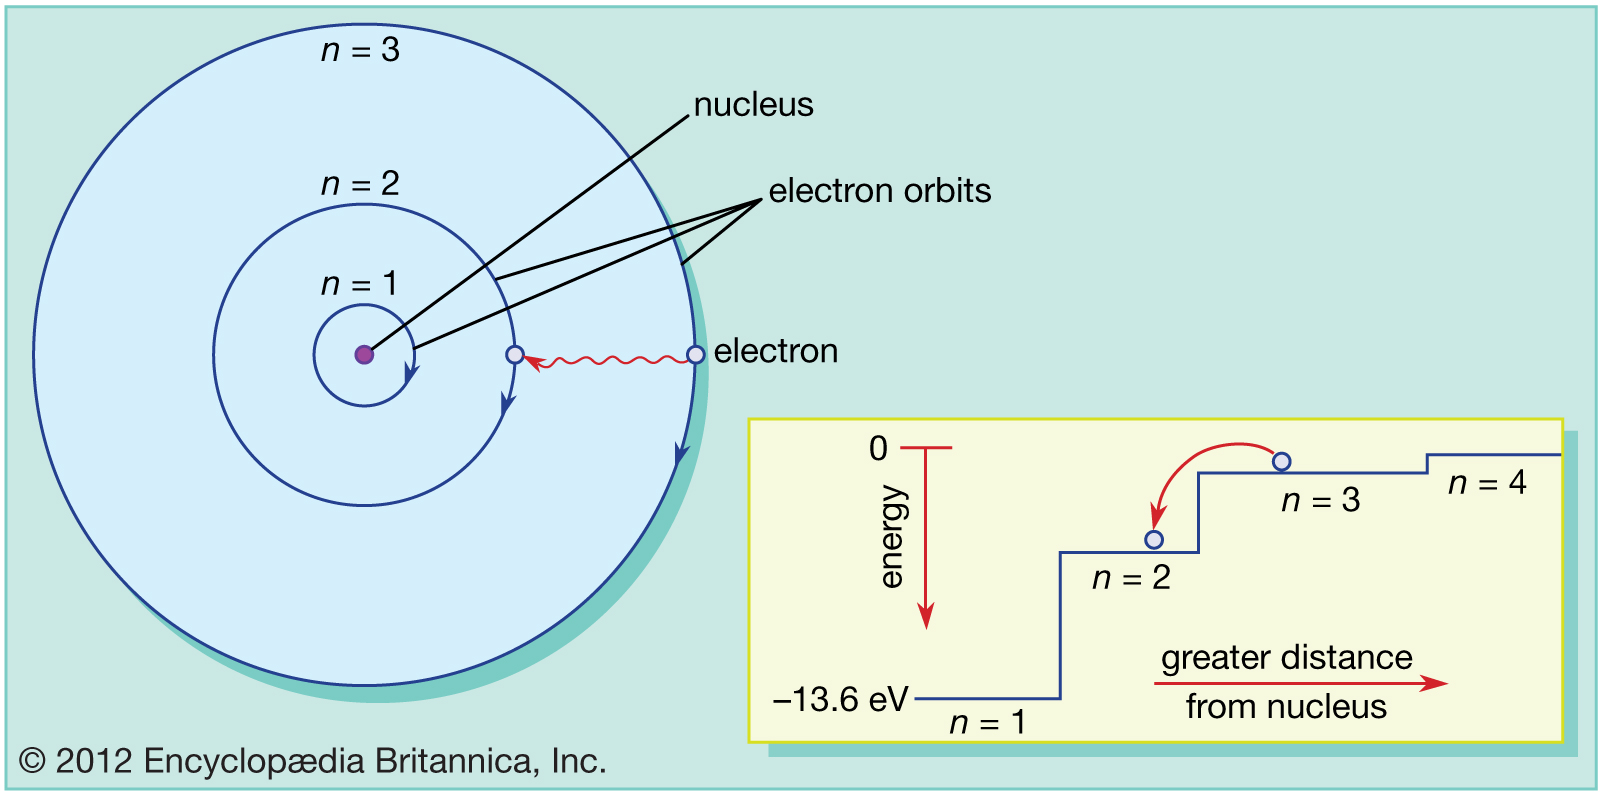 n = 3
nucleus
n = 2
electron orbits
n = 1
electron
0
energy
n = 4
n = 3
n = 2
greater distance
from nucleus
−13.6 eV
n = 1
© 2012 Encyclopædia Britannica, Inc.